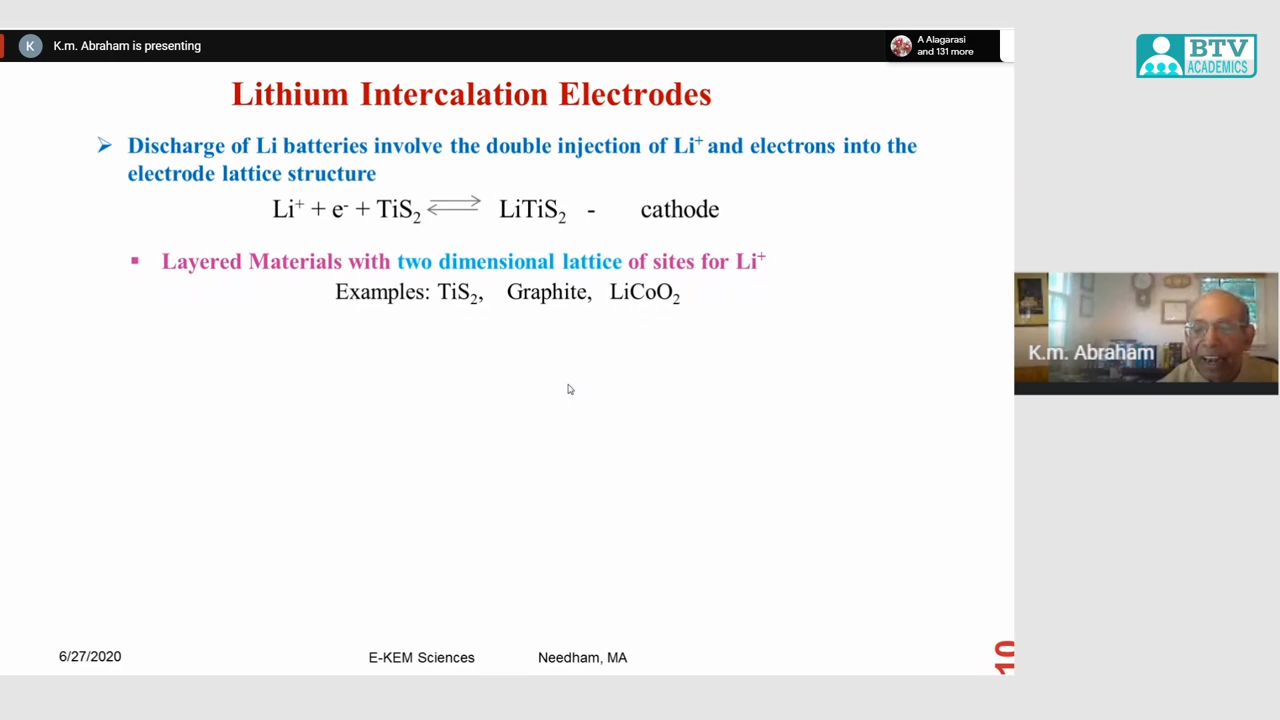 K
K.m. Abraham is presenting
A Alagarasi
and 131 more
BTV
ACADEMICS
Lithium Intercalation Electrodes
➢ Discharge of Li batteries involve the double injection of Li⁺ and electrons into the
electrode lattice structure
Li⁺ + e⁻ + TiS₂ ⇌ LiTiS₂ - cathode
▪ Layered Materials with two dimensional lattice of sites for Li⁺
Examples: TiS₂, Graphite, LiCoO₂
K.m. Abraham
6/27/2020 E-KEM Sciences Needham, MA
10